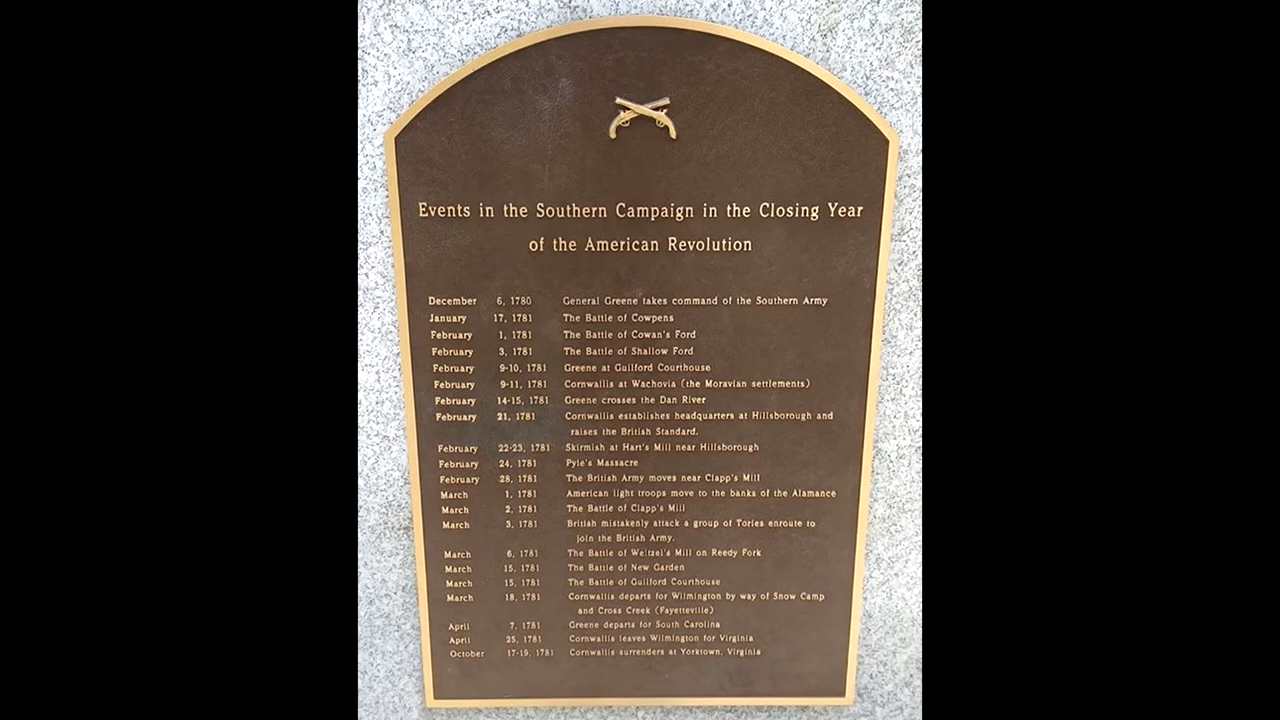 Events in the Southern Campaign in the Closing Year
of the American Revolution
December 6, 1780 General Greene takes command of the Southern Army
January 17, 1781 The Battle of Cowpens
February 1, 1781 The Battle of Cowan's Ford
February 3, 1781 The Battle of Shallow Ford
February 9-10, 1781 Greene at Guilford Courthouse
February 9-11, 1781 Cornwallis at Wachovia (the Moravian settlements)
February 14-15, 1781 Greene crosses the Dan River
February 21, 1781 Cornwallis establishes headquarters at Hillsborough and
raises the British Standard.
February 22-23, 1781 Skirmish at Hart's Mill near Hillsborough
February 24, 1781 Pyle's Massacre
February 28, 1781 The British Army moves near Clapp's Mill
March 1, 1781 American light troops move to the banks of the Alamance
March 2, 1781 The Battle of Clapp's Mill
March 3, 1781 British mistakenly attack a group of Tories enroute to
join the British Army.
March 6, 1781 The Battle of Weitzel's Mill on Reedy Fork
March 15, 1781 The Battle of New Garden
March 15, 1781 The Battle of Guilford Courthouse
March 18, 1781 Cornwallis departs for Wilmington by way of Snow Camp
and Cross Creek (Fayetteville)
April 7, 1781 Greene departs for South Carolina
April 25, 1781 Cornwallis leaves Wilmington for Virginia
October 17-19, 1781 Cornwallis surrenders at Yorktown, Virginia